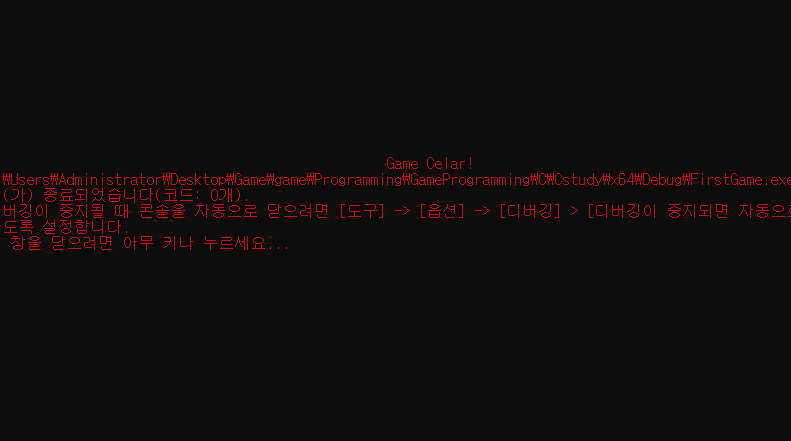 Game Celar!
￦Users￦Administrator￦Desktop￦Game￦game￦Programming￦GameProgramming￦C￦Cstudy￦x64￦Debug￦FirstGame.exe
(가) 종료되었습니다(코드: 0개).
버깅이 중지될 때 콘솔을 자동으로 닫으려면 [도구] -> [옵션] -> [디버깅] > [디버깅이 중지되면 자동으로
도록 설정합니다.
창을 닫으려면 아무 키나 누르세요...